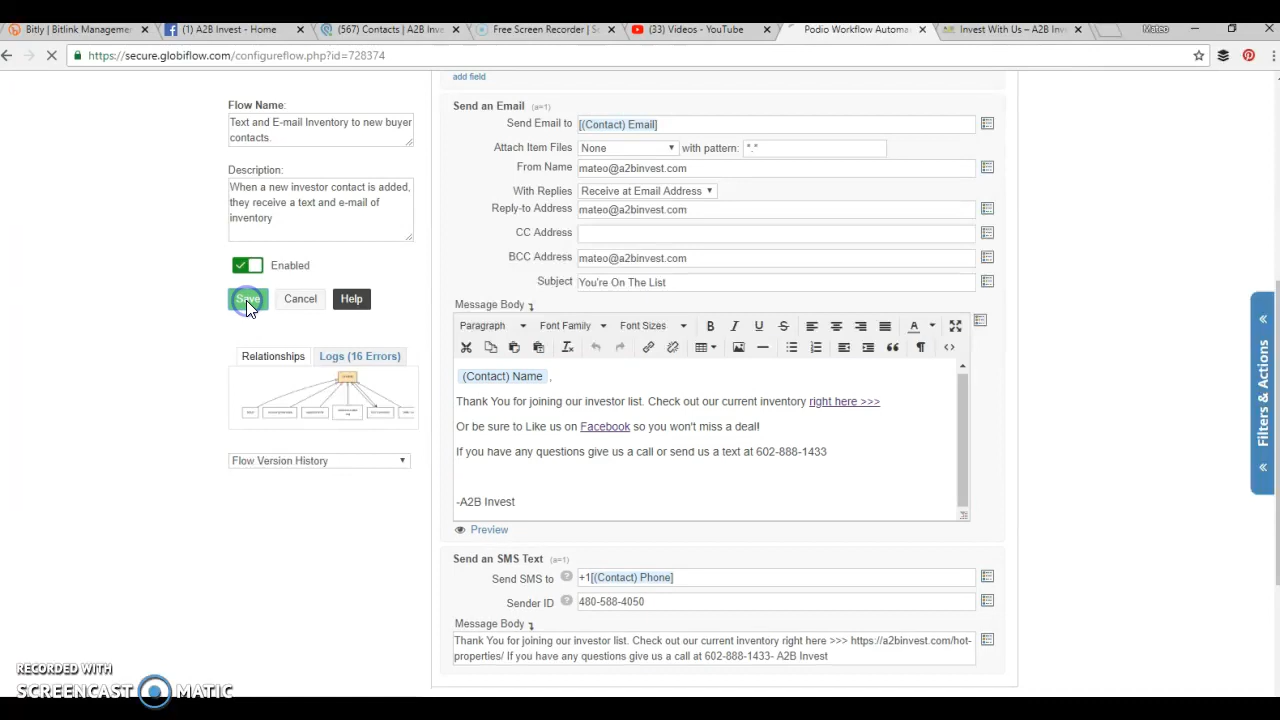 Bitly | Bitlink Managemen
(1) A2B Invest - Home
(567) Contacts | A2B Inve
Free Screen Recorder | Sc
(33) Videos - YouTube
Podio Workflow Automa
Invest With Us – A2B In
Mateo
https://secure.globiflow.com/configureflow.php?id=728374
add field
Flow Name:
Text and E-mail Inventory to new buyer
contacts.
Description:
When a new investor contact is added,
they receive a text and e-mail of
inventory
Enabled
Save
Cancel
Help
Relationships
Logs (16 Errors)
Flow Version History
Send an Email (a=1)
Send Email to [(Contact) Email]
Attach Item Files None with pattern: *.*
From Name mateo@a2binvest.com
With Replies Receive at Email Address
Reply-to Address mateo@a2binvest.com
CC Address
BCC Address mateo@a2binvest.com
Subject You're On The List
Message Body
Paragraph Font Family Font Sizes
(Contact) Name ,
Thank You for joining our investor list. Check out our current inventory right here >>>
Or be sure to Like us on Facebook so you won't miss a deal!
If you have any questions give us a call or send us a text at 602-888-1433
-A2B Invest
Preview
Send an SMS Text (a=1)
Send SMS to ? +1[(Contact) Phone]
Sender ID ? 480-588-4050
Message Body
Thank You for joining our investor list. Check out our current inventory right here >>> https://a2binvest.com/hot-
properties/ If you have any questions give us a call at 602-888-1433- A2B Invest
Filters & Actions
RECORDED WITH
SCREENCAST MATIC